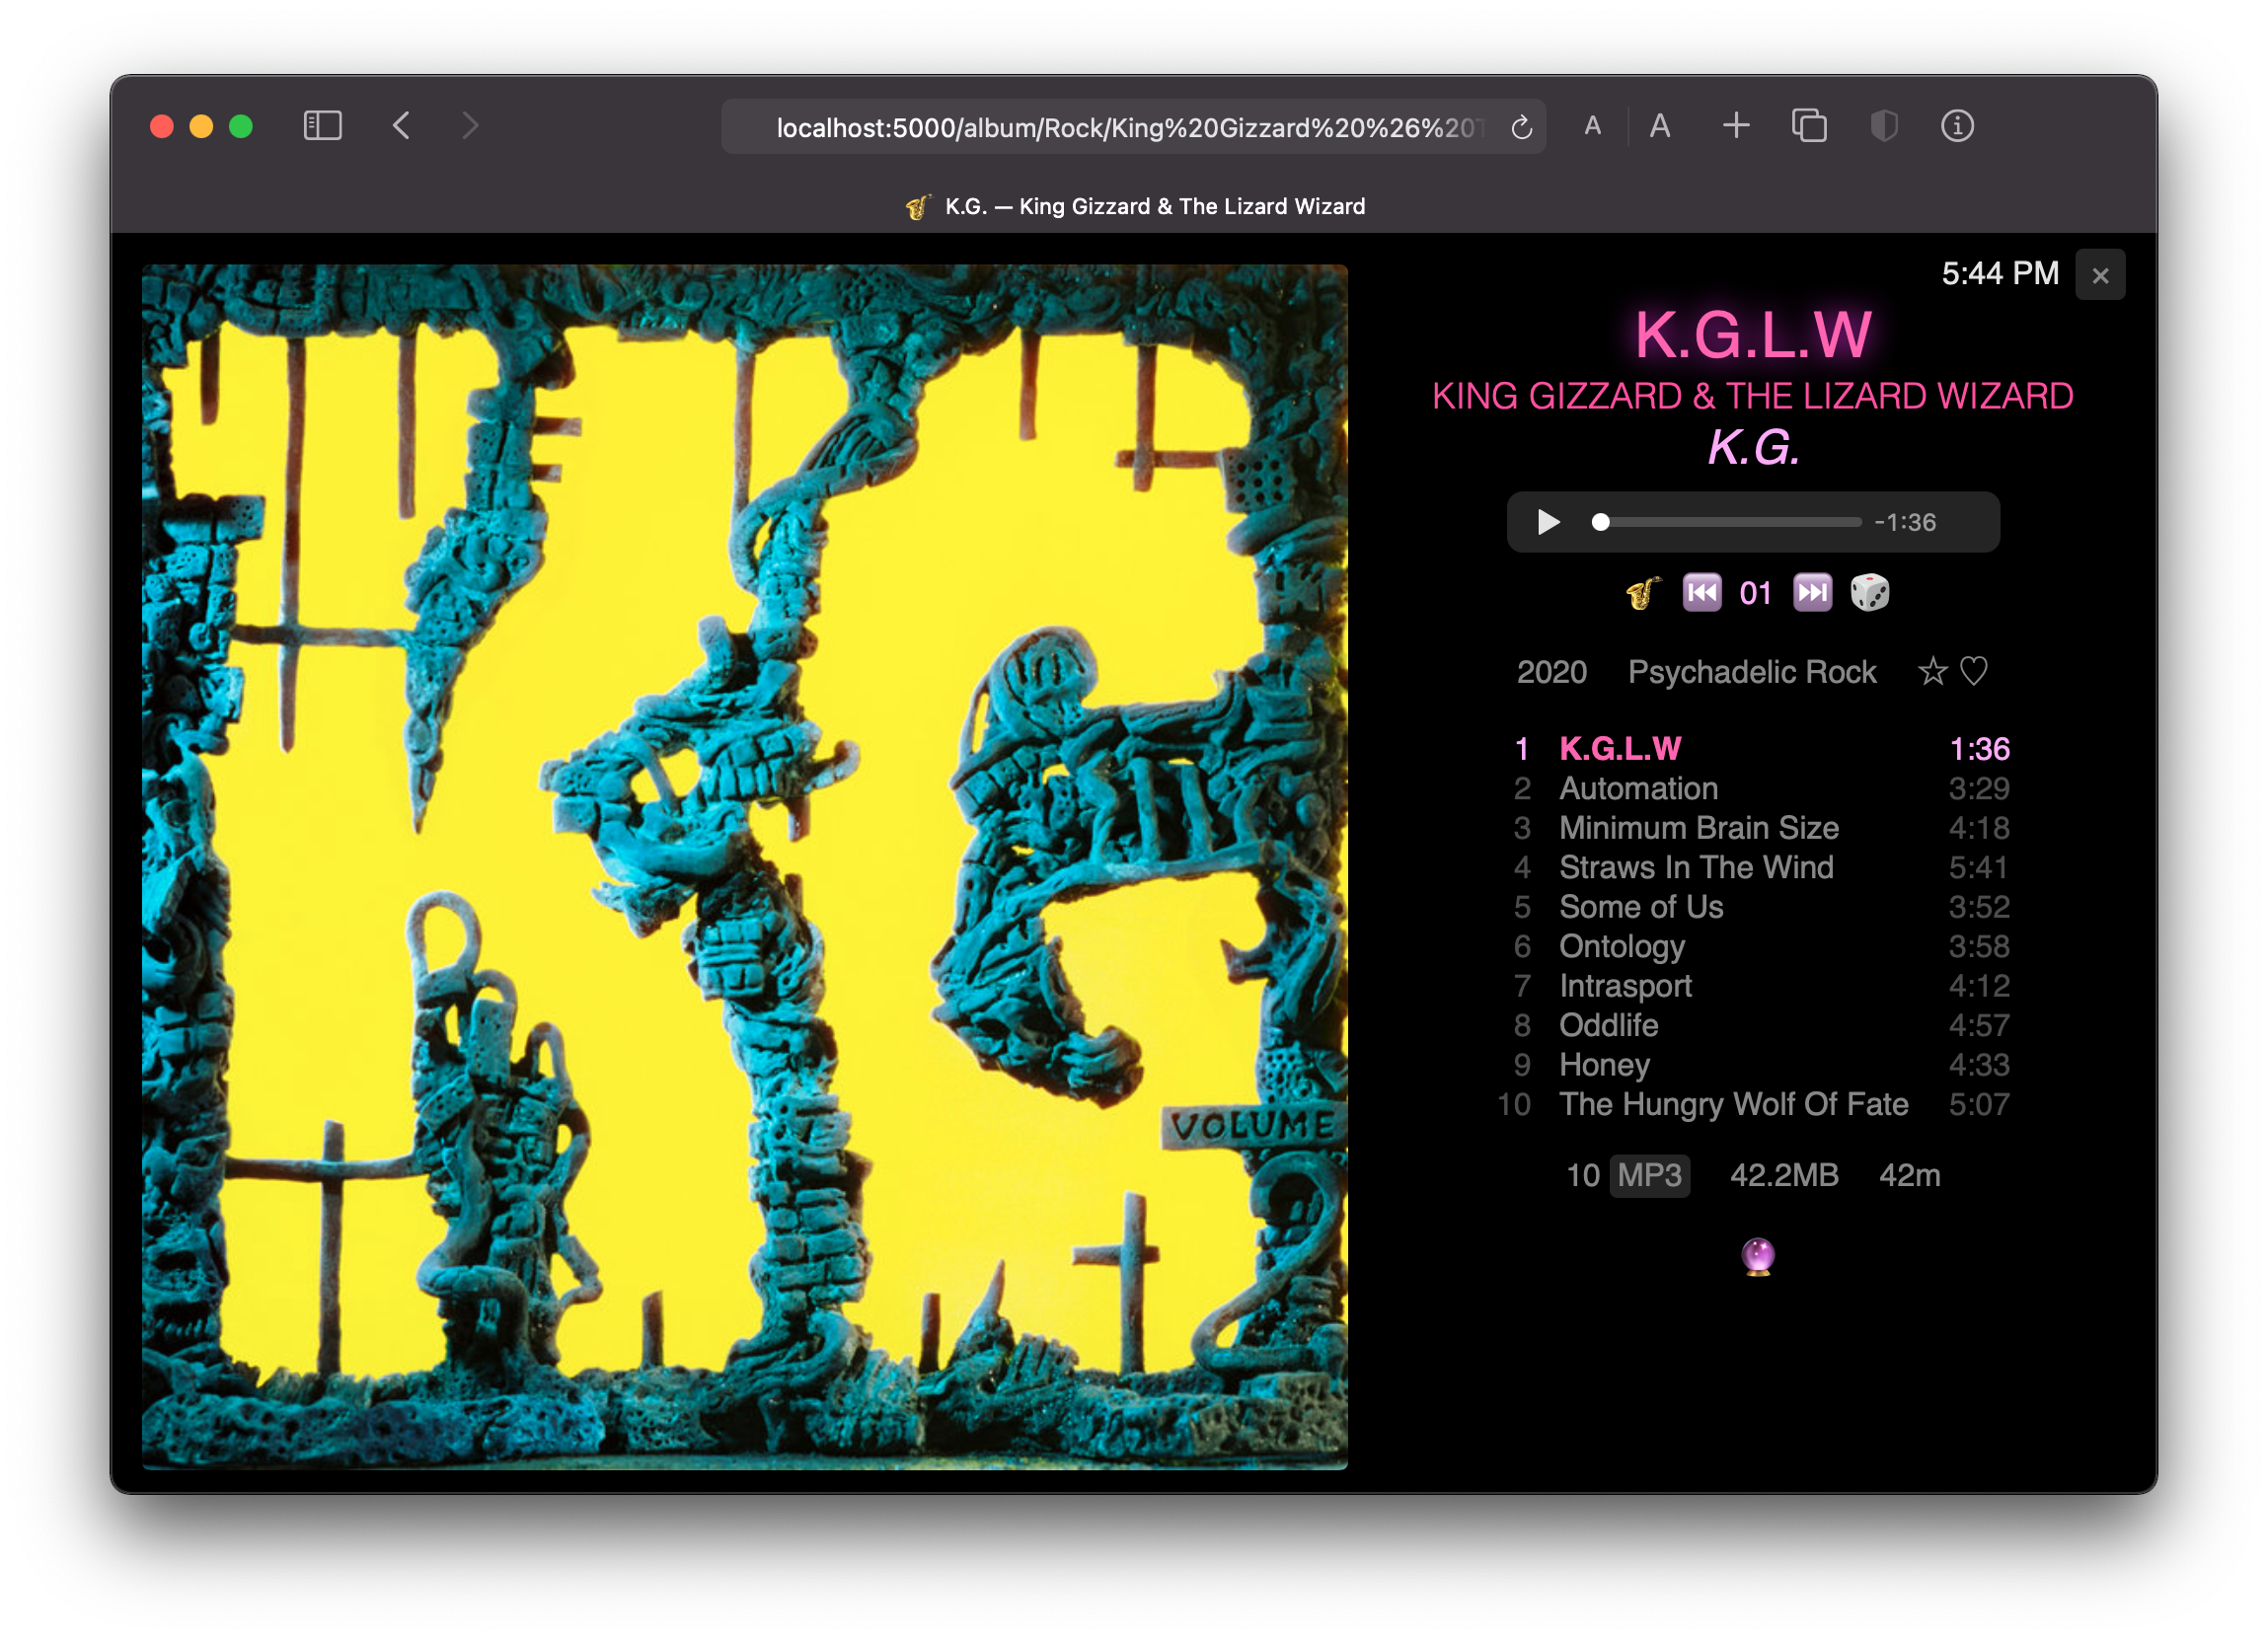 localhost:5000/album/Rock/King%20Gizzard%20%26%20
A A
K.G. — King Gizzard & The Lizard Wizard
5:44 PM ×
K.G.L.W
KING GIZZARD & THE LIZARD WIZARD
K.G.
-1:36
01
2020 Psychadelic Rock ☆ ♡
1 K.G.L.W 1:36
2 Automation 3:29
3 Minimum Brain Size 4:18
4 Straws In The Wind 5:41
5 Some of Us 3:52
6 Ontology 3:58
7 Intrasport 4:12
8 Oddlife 4:57
9 Honey 4:33
10 The Hungry Wolf Of Fate 5:07
10 MP3 42.2MB 42m
KG
VOLUME
2